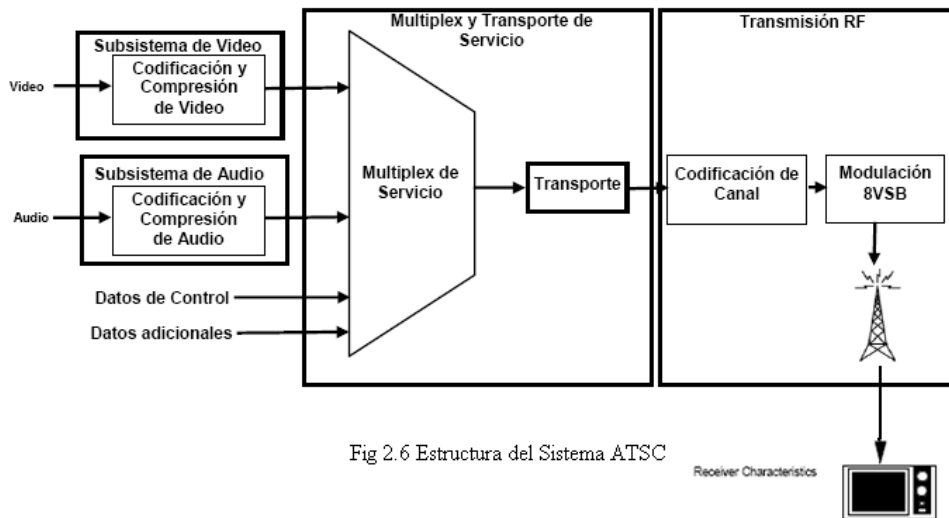 Multiplex y Transporte de
Servicio
Transmisión RF
Subsistema de Video
Codificación y
Compresión
de Video
Video
Subsistema de Audio
Codificación y
Compresión
de Audio
Audio
Datos de Control
Datos adicionales
Multiplex de
Servicio
Transporte
Codificación de
Canal
Modulación
8VSB
Fig 2.6 Estructura del Sistema ATSC
Receiver Characteristics